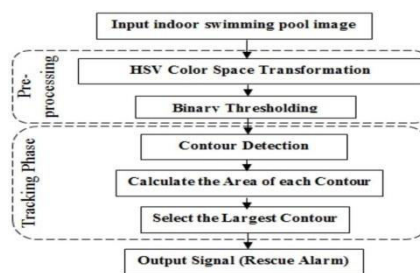 Input indoor swimming pool image
Pre-
processing
HSV Color Space Transformation
Binary Thresholding
Tracking Phase
Contour Detection
Calculate the Area of each Contour
Select the Largest Contour
Output Signal (Rescue Alarm)